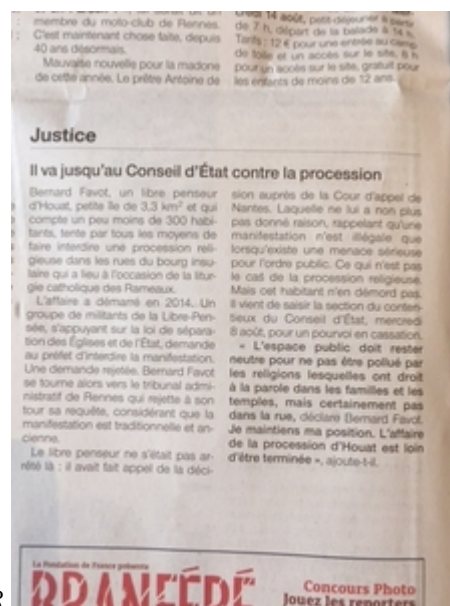 membre du moto-club de Rennes.
C'est maintenant chose faite, depuis
40 ans désormais.
Mauvaise nouvelle pour la madone
de cette année. Le prêtre Antoine de
credi 14 août, petit-déjeuner à partir
de 7 h, départ de la balade à 14 h.
Tarifs : 12 € pour une entrée au camp
de toile et un accès sur le site, 8 h
pour un accès sur le site, gratuit pour
les enfants de moins de 12 ans.
Justice
Il va jusqu'au Conseil d'État contre la procession
Bernard Favot, un libre penseur
d'Houat, petite île de 3,3 km² et qui
compte un peu moins de 300 habi-
tants, tente par tous les moyens de
faire interdire une procession reli-
gieuse dans les rues du bourg insu-
laire qui a lieu à l'occasion de la litur-
gie catholique des Rameaux.
L'affaire a démarré en 2014. Un
groupe de militants de la Libre-Pen-
sée, s'appuyant sur la loi de sépara-
tion des Églises et de l'État, demande
au préfet d'interdire la manifestation.
Une demande rejetée. Bernard Favot
se tourne alors vers le tribunal admi-
nistratif de Rennes qui rejette à son
tour sa requête, considérant que la
manifestation est traditionnelle et an-
cienne.
Le libre penseur ne s'était pas ar-
rêté là : il avait fait appel de la déci-
sion auprès de la Cour d'appel de
Nantes. Laquelle ne lui a non plus
pas donné raison, rappelant qu'une
manifestation n'est illégale que
lorsqu'existe une menace sérieuse
pour l'ordre public. Ce qui n'est pas
le cas de la procession religieuse.
Mais cet habitant n'en démord pas.
Il vient de saisir la section du conten-
tieux du Conseil d'État, mercredi
8 août, pour un pourvoi en cassation.
« L'espace public doit rester
neutre pour ne pas être pollué par
les religions lesquelles ont droit
à la parole dans les familles et les
temples, mais certainement pas
dans la rue, déclare Bernard Favot.
Je maintiens ma position. L'affaire
de la procession d'Houat est loin
d'être terminée », ajoute-t-il.
La Fondation de France présente
BRANFÉRÉ
Concours Photo
Jouez les reporters